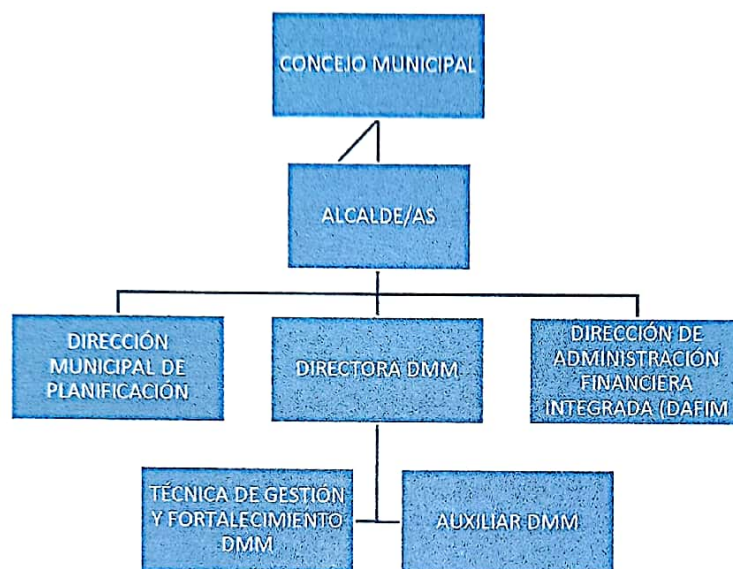 CONCEJO MUNICIPAL
ALCALDE/AS
DIRECCIÓN
MUNICIPAL DE
PLANIFICACIÓN
DIRECTORA DMM
DIRECCIÓN DE
ADMINISTRACIÓN
FINANCIERA
INTEGRADA (DAFIM
TÉCNICA DE GESTIÓN
Y FORTALECIMIENTO
DMM
AUXILIAR DMM